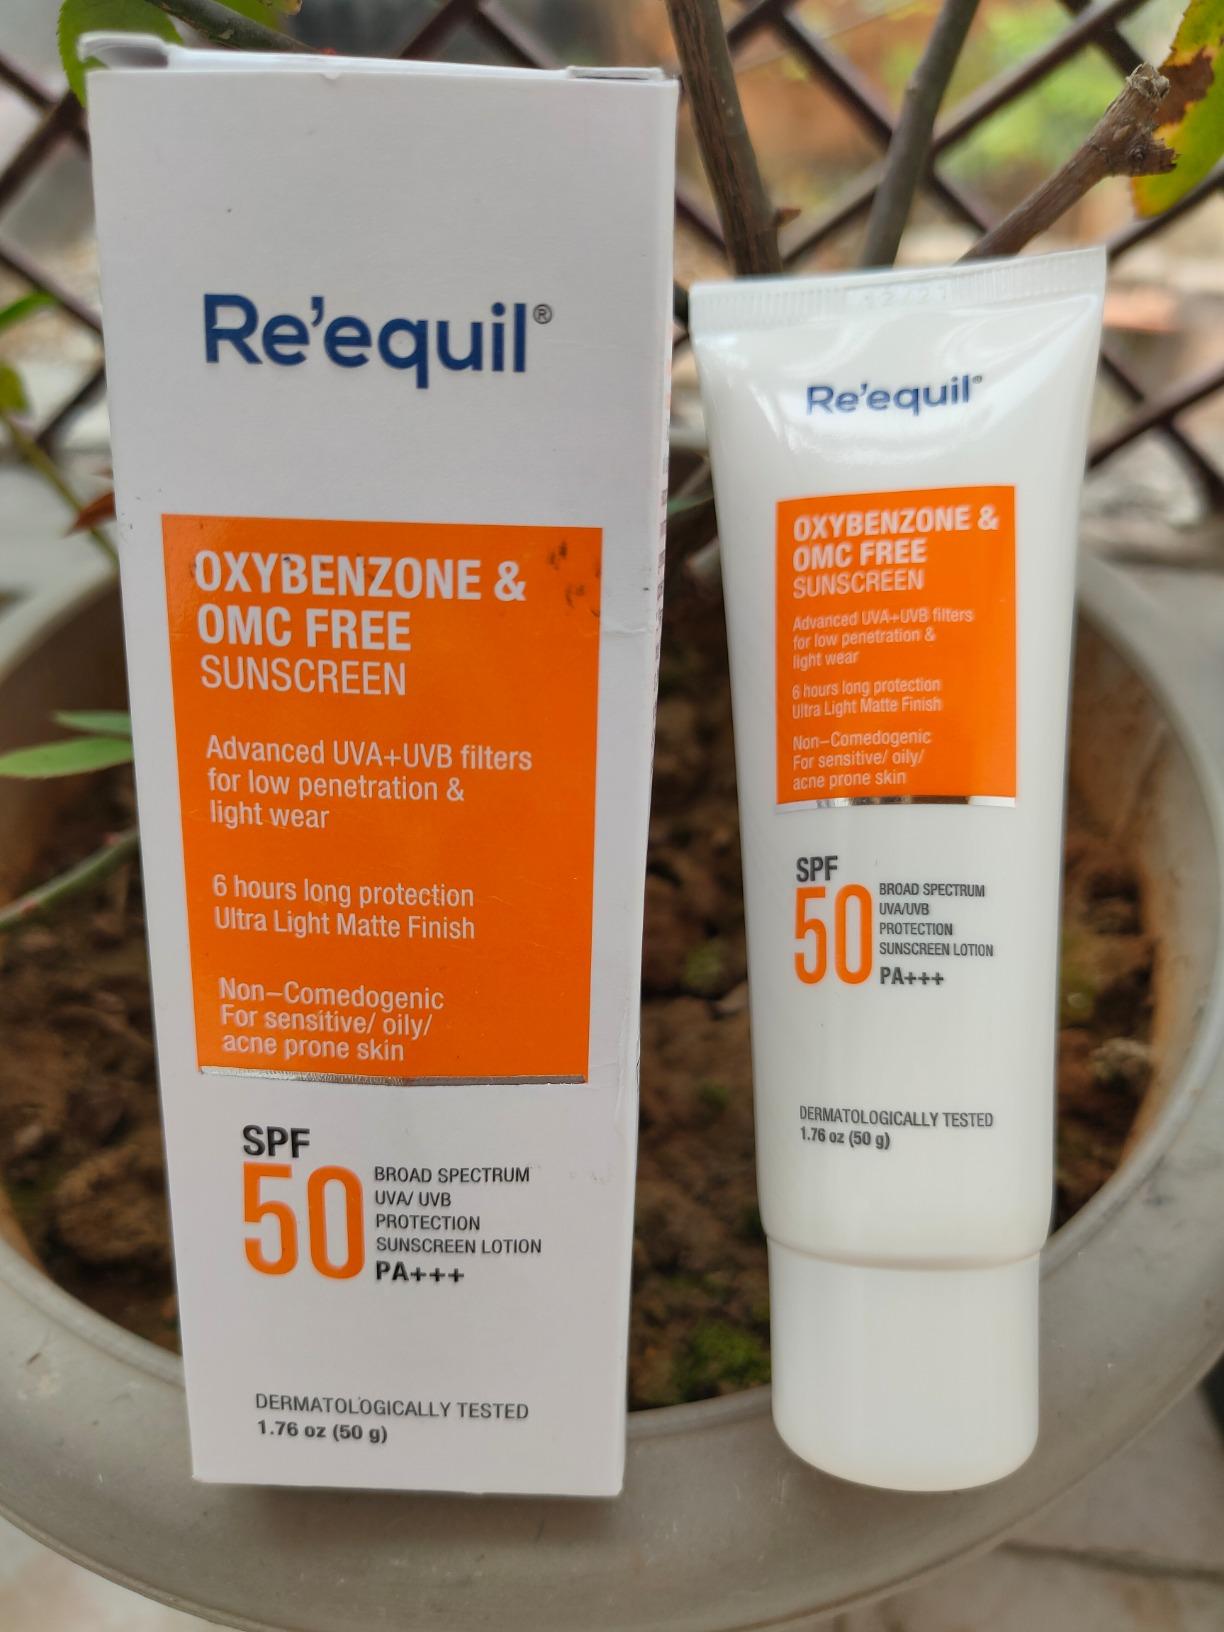 Re'equil®
OXYBENZONE &
OMC FREE
SUNSCREEN
Advanced UVA+UVB filters
for low penetration &
light wear
6 hours long protection
Ultra Light Matte Finish
Non–Comedogenic
For sensitive/ oily/
acne prone skin
SPF
50
BROAD SPECTRUM
UVA/ UVB
PROTECTION
SUNSCREEN LOTION
PA+++
DERMATOLOGICALLY TESTED
1.76 oz (50 g)
Re'equil®
OXYBENZONE &
OMC FREE
SUNSCREEN
Advanced UVA+UVB filters
for low penetration &
light wear
6 hours long protection
Ultra Light Matte Finish
Non–Comedogenic
For sensitive/ oily/
acne prone skin
SPF
50
BROAD SPECTRUM
UVA/UVB
PROTECTION
SUNSCREEN LOTION
PA+++
DERMATOLOGICALLY TESTED
1.76 oz (50 g)